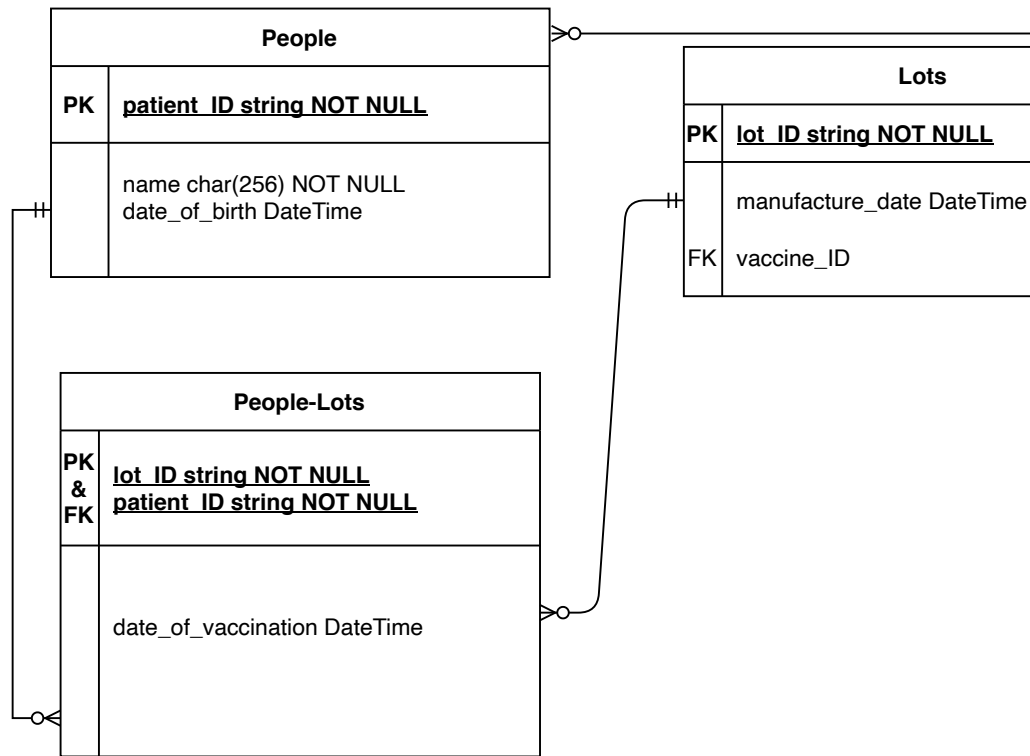 People
PK
patient_ID string NOT NULL
name char(256) NOT NULL
date_of_birth DateTime
Lots
PK
lot_ID string NOT NULL
manufacture_date DateTime
FK
vaccine_ID
People-Lots
PK
&
FK
lot_ID string NOT NULL
patient_ID string NOT NULL
date_of_vaccination DateTime